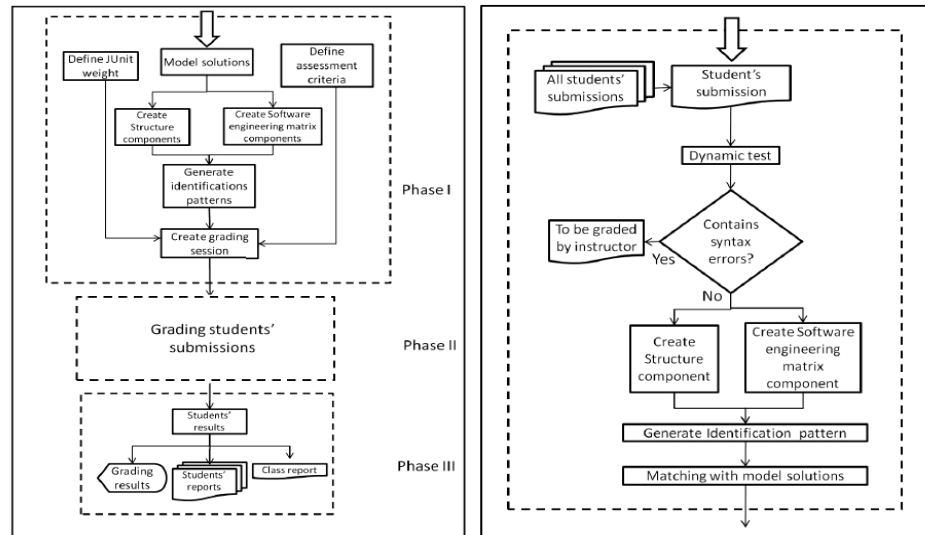 Define JUnit
weight
Model solutions
Define
assessment
criteria
Create
Structure
components
Create Software
engineering matrix
components
Generate
identifications
patterns
Phase I
Create grading
session
Grading students'
submissions
Phase II
Students'
results
Grading
results
Students'
reports
Class report
Phase III
All students'
submissions
Student's
submission
Dynamic test
Contains
syntax
errors?
To be graded
by instructor
Yes
No
Create
Structure
component
Create Software
engineering
matrix
component
Generate Identification pattern
Matching with model solutions